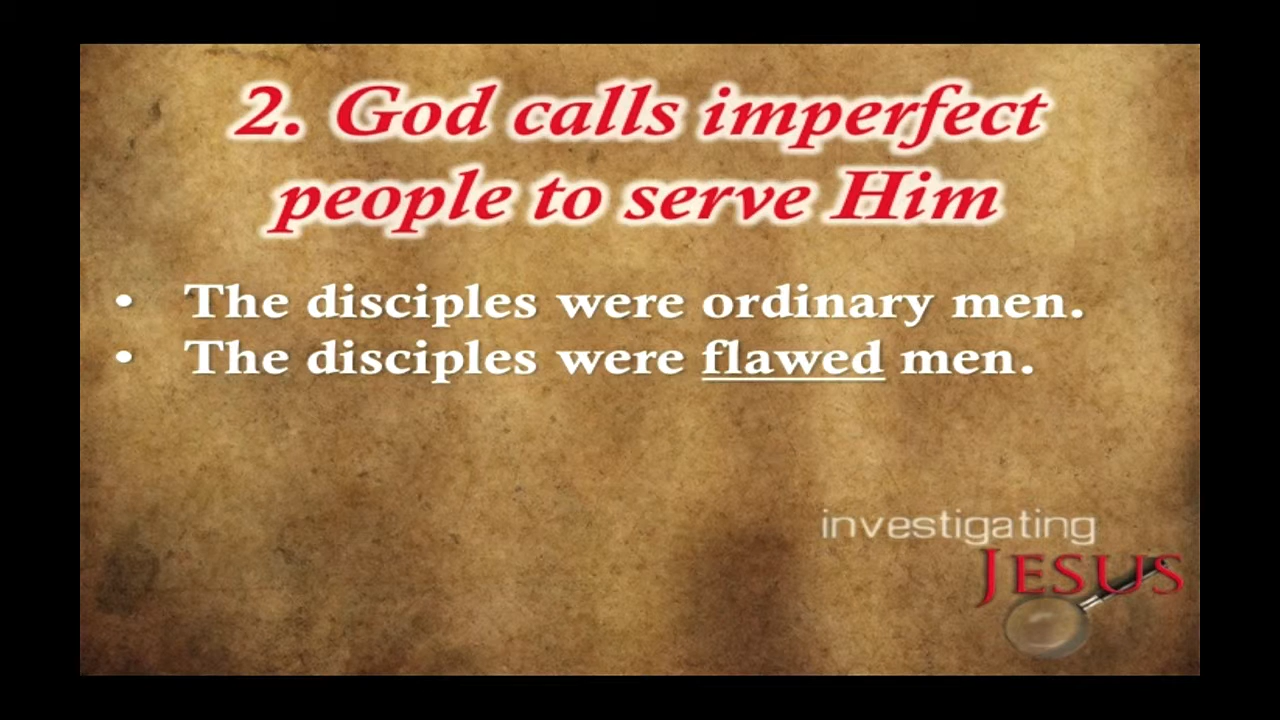 2. God calls imperfect
people to serve Him
• The disciples were ordinary men.
• The disciples were flawed men.
investigating
JESUS